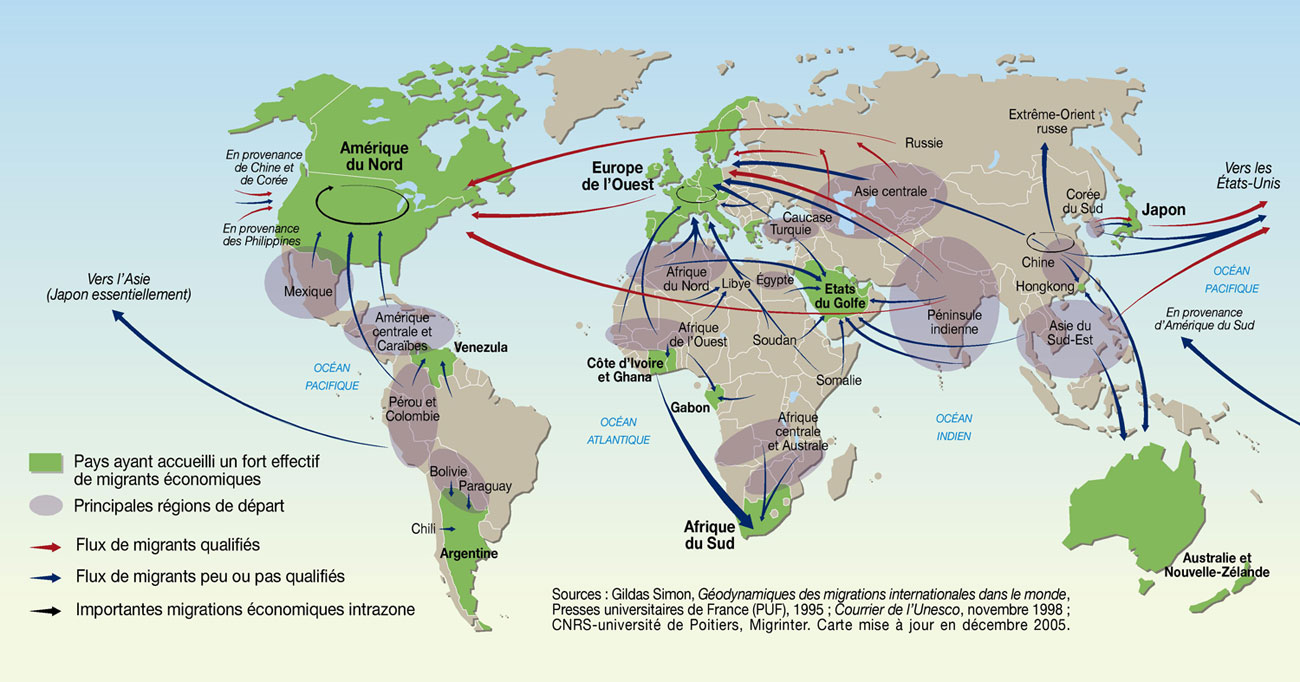 Amérique
du Nord
En provenance
de Chine et
de Corée
En provenance
des Philippines
Vers l'Asie
(Japon essentiellement)
Mexique
Amérique
centrale et
Caraïbes
Venezula
OCÉAN
PACIFIQUE
Pérou et
Colombie
Bolivie
Paraguay
Chili
Argentine
Europe
de l'Ouest
Russie
Asie centrale
Caucase
Turquie
Afrique
du Nord
Libye
Égypte
Etats
du Golfe
Afrique
de l'Ouest
Soudan
Côte d'Ivoire
et Ghana
Somalie
Gabon
OCÉAN
ATLANTIQUE
Afrique
centrale
et Australe
Afrique
du Sud
Péninsule
indienne
OCÉAN
INDIEN
Extrême-Orient
russe
Corée
du Sud
Japon
Vers les
États-Unis
Chine
Hongkong
OCÉAN
PACIFIQUE
Asie du
Sud-Est
En provenance
d'Amérique du Sud
Australie et
Nouvelle-Zélande
Pays ayant accueilli un fort effectif
de migrants économiques
Principales régions de départ
Flux de migrants qualifiés
Flux de migrants peu ou pas qualifiés
Importantes migrations économiques intrazone
Sources : Gildas Simon, Géodynamiques des migrations internationales dans le monde,
Presses universitaires de France (PUF), 1995 ; Courrier de l'Unesco, novembre 1998 ;
CNRS-université de Poitiers, Migrinter. Carte mise à jour en décembre 2005.